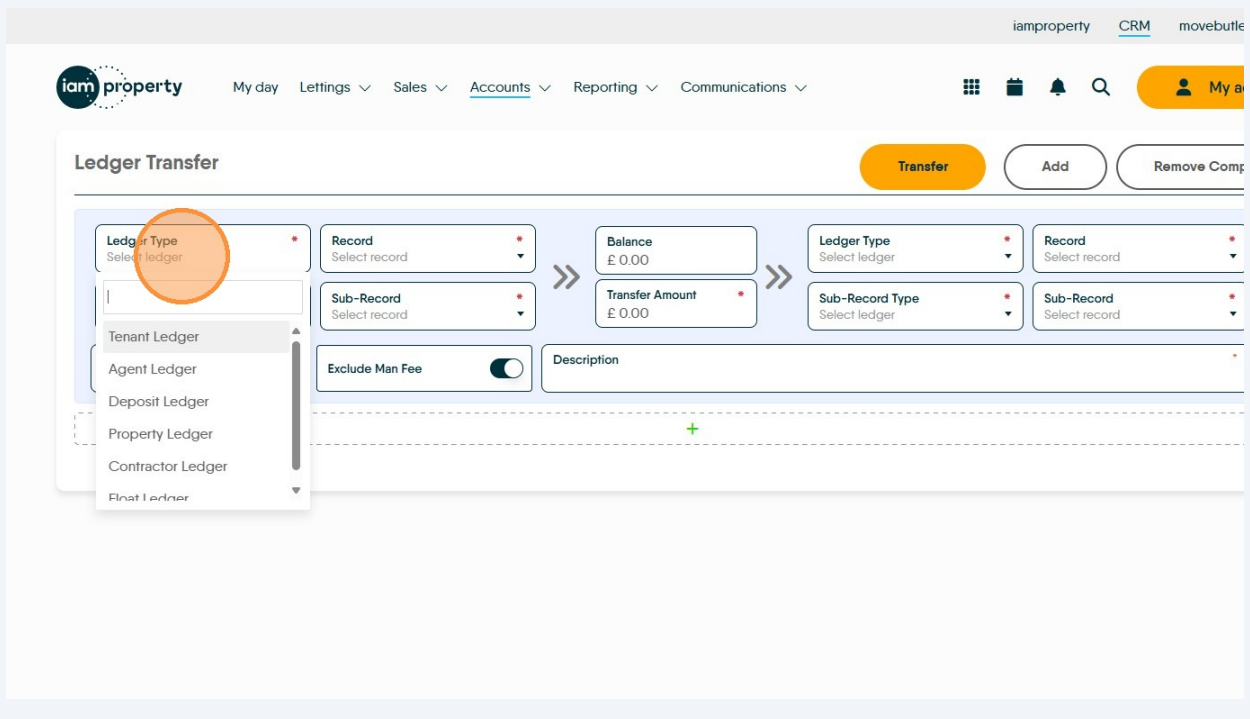 iamproperty CRM movebutle
iam property
My day Lettings Sales Accounts Reporting Communications
My a
Ledger Transfer
Transfer
Add
Remove Comp
Ledger Type *
Select ledger
Record *
Select record
Balance
£ 0.00
Ledger Type *
Select ledger
Record *
Select record
Sub-Record *
Select record
Transfer Amount *
£ 0.00
Sub-Record Type *
Select ledger
Sub-Record *
Select record
Tenant Ledger
Agent Ledger
Deposit Ledger
Property Ledger
Contractor Ledger
Float Ledger
Exclude Man Fee
Description *
+